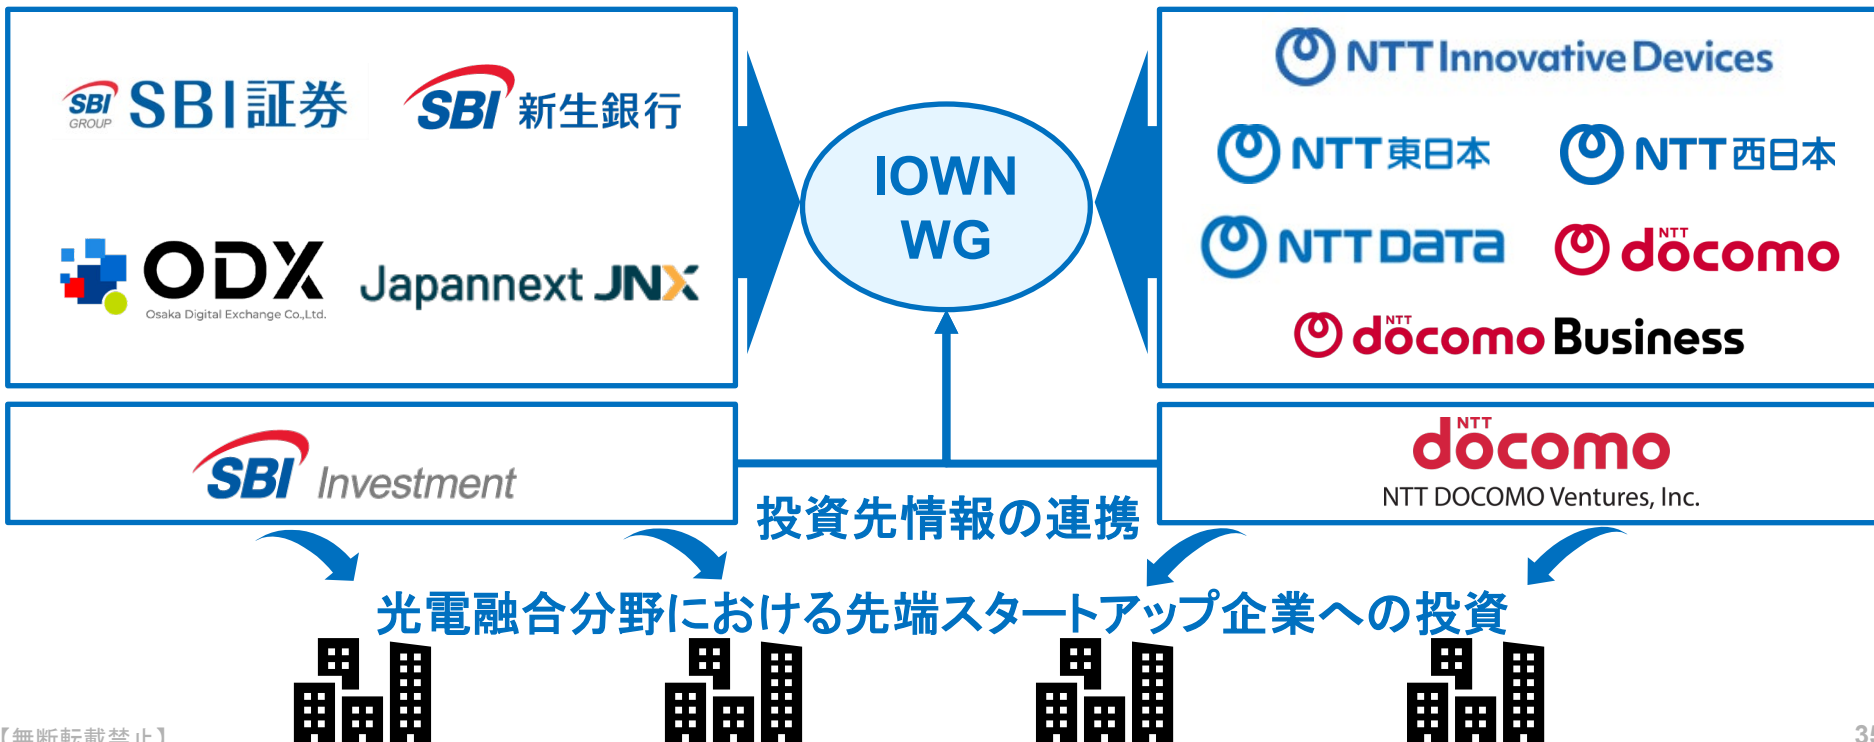 SBI GROUP SBI証券
SBI 新生銀行
ODX
Osaka Digital Exchange Co.,Ltd.
Japannext JNX
IOWN
WG
NTT Innovative Devices
NTT東日本
NTT西日本
NTT DATA
NTT docomo
NTT docomo Business
SBI Investment
NTT docomo
NTT DOCOMO Ventures, Inc.
投資先情報の連携
光電融合分野における先端スタートアップ企業への投資
【無断転載禁止】